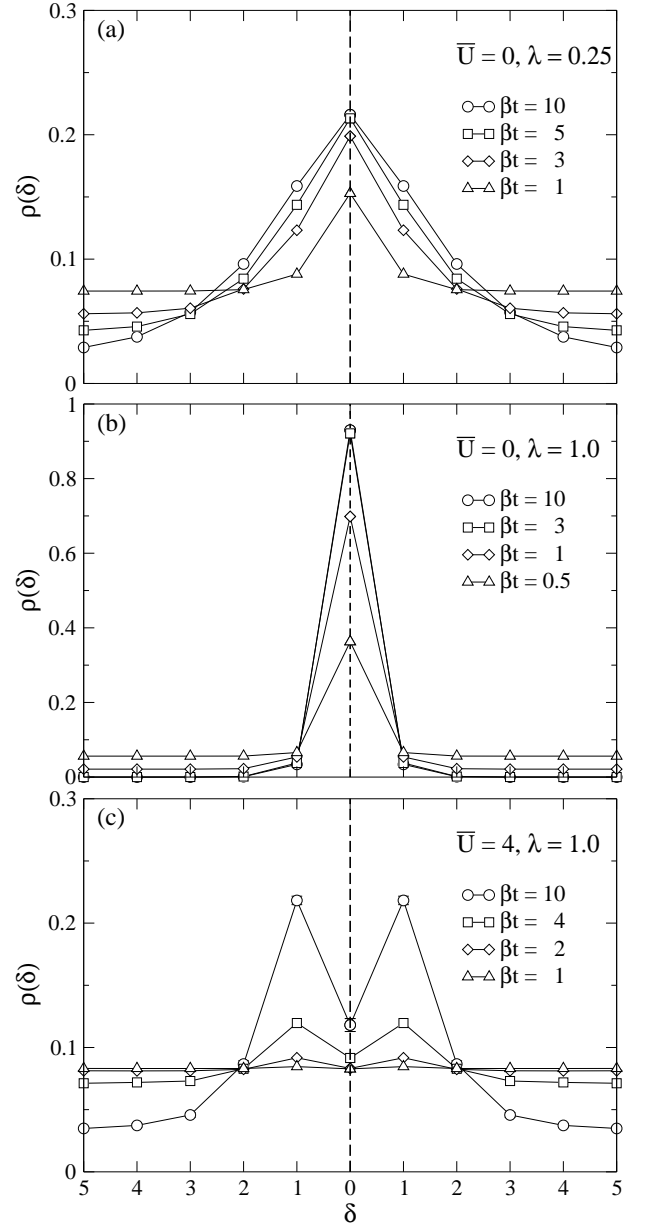 0.3
(a)
U̅ = 0, λ = 0.25
βt = 10
βt = 5
βt = 3
βt = 1
0.2
ρ(δ)
0.1
0
1
(b)
U̅ = 0, λ = 1.0
βt = 10
βt = 3
βt = 1
βt = 0.5
0.8
0.6
ρ(δ)
0.4
0.2
0
0.3
(c)
U̅ = 4, λ = 1.0
βt = 10
βt = 4
βt = 2
βt = 1
0.2
ρ(δ)
0.1
0
5 4 3 2 1 0 1 2 3 4 5
δ